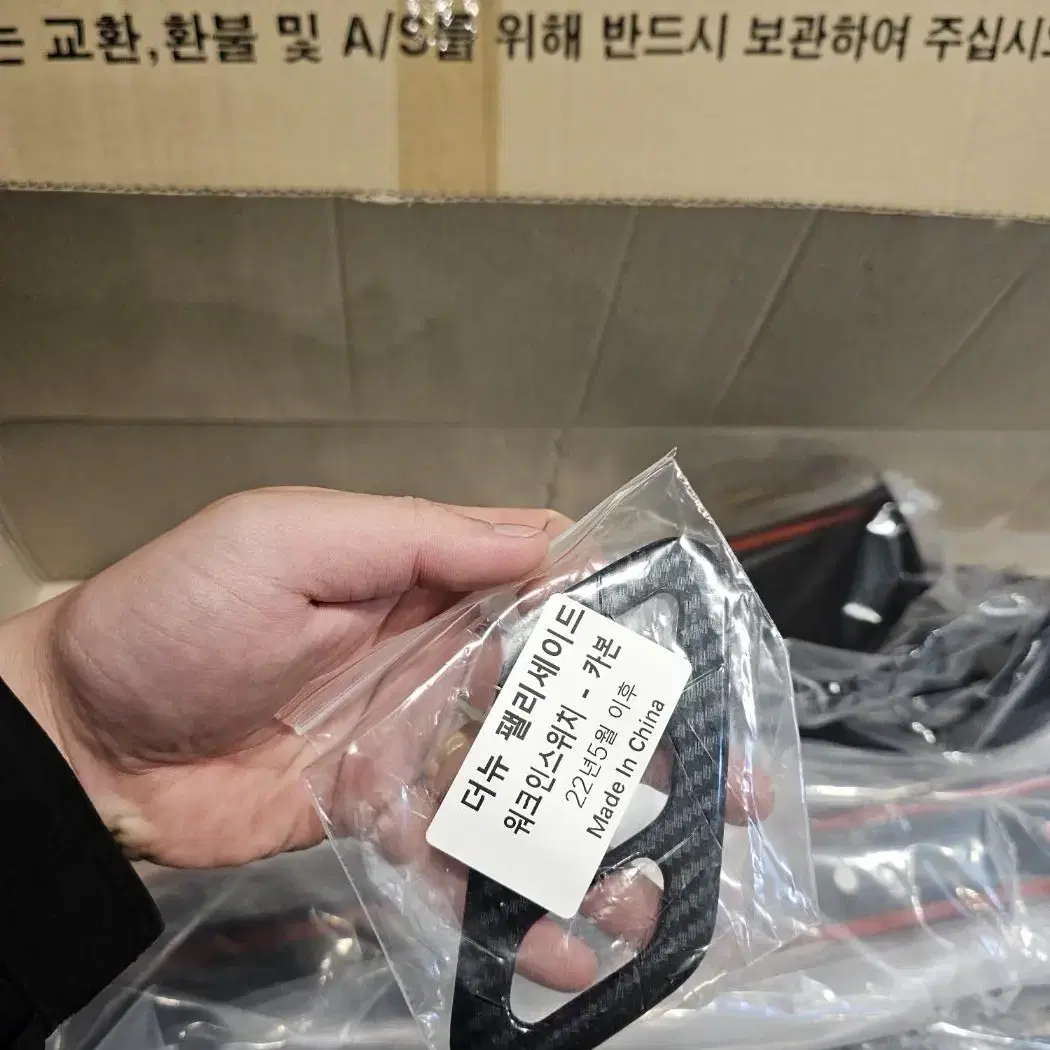 는 교환,환불 및 A/S를 위해 반드시 보관하여 주십시오
더뉴 팰리세이드
워크인스위치 - 카본
22년5월 이후
Made In China